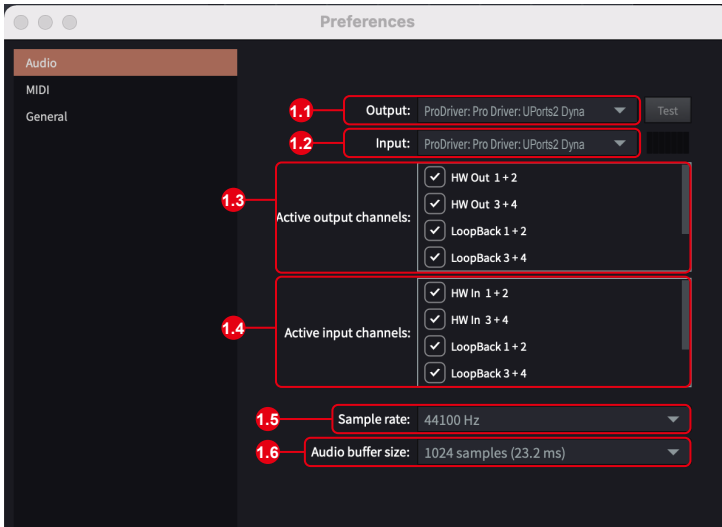 Preferences
Audio
MIDI
General
1.1 Output: ProDriver: Pro Driver: UPorts2 Dyna Test
1.2 Input: ProDriver: Pro Driver: UPorts2 Dyna
1.3 Active output channels:
HW Out 1 + 2
HW Out 3 + 4
LoopBack 1 + 2
LoopBack 3 + 4
1.4 Active input channels:
HW In 1 + 2
HW In 3 + 4
LoopBack 1 + 2
LoopBack 3 + 4
1.5 Sample rate: 44100 Hz
1.6 Audio buffer size: 1024 samples (23.2 ms)